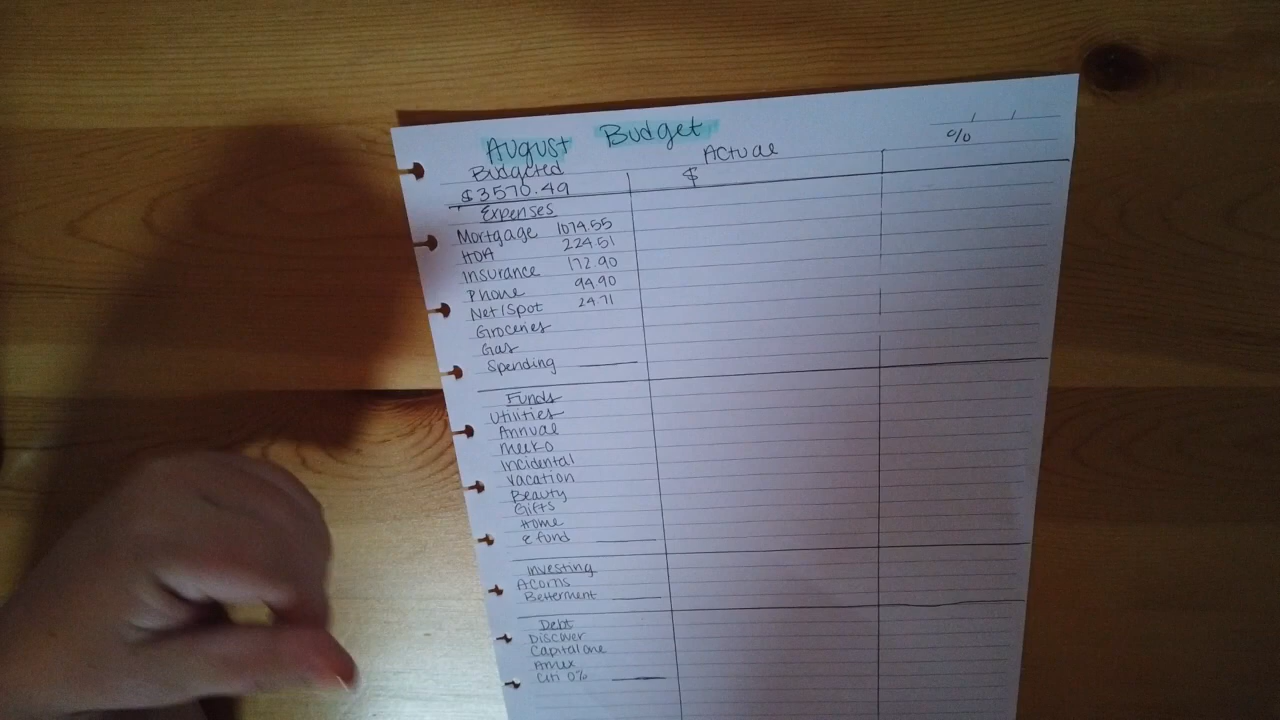 August Budget
/ /
Budgeted Actual %
$3570.49 $
Expenses
Mortgage 1074.55
HOA 224.51
Insurance 172.90
Phone 94.90
Net/Spot 24.71
Groceries
Gas
Spending
Funds
Utilities
Annual
Meeko
Incidental
Vacation
Beauty
Gifts
Home
e fund
Investing
Acorns
Betterment
Debt
Discover
Capital one
Amex
Citi 0%